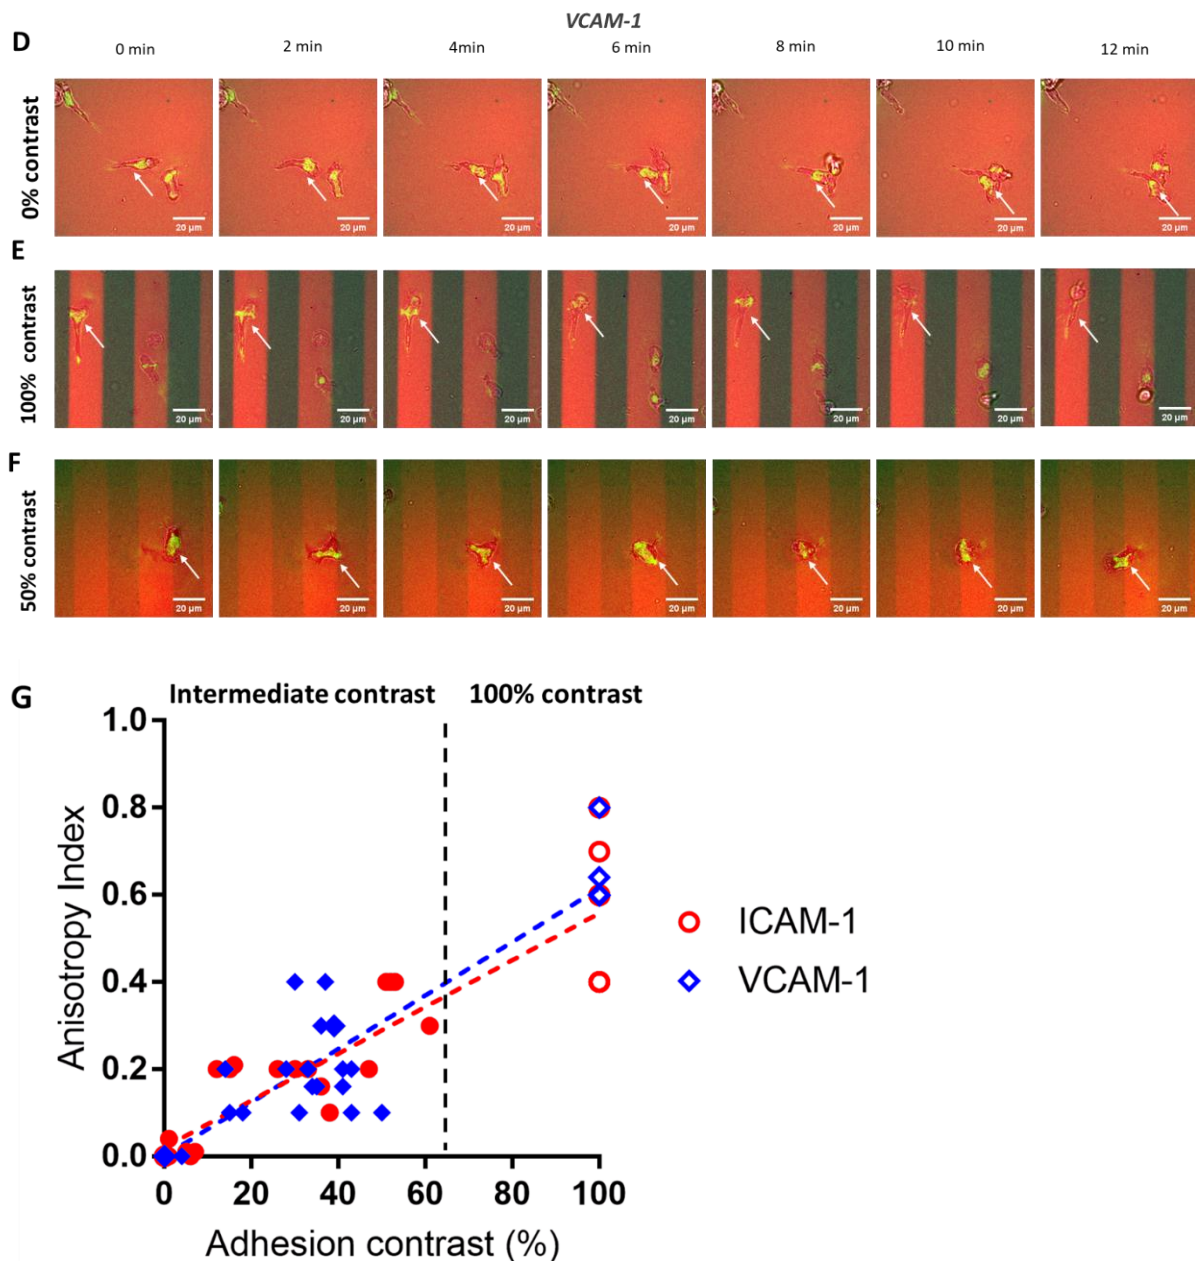 VCAM-1
D
0 min 2 min 4min 6 min 8 min 10 min 12 min
0% contrast
20 µm 20 µm 20 µm 20 µm 20 µm 20 µm 20 µm
E
100% contrast
20 µm 20 µm 20 µm 20 µm 20 µm 20 µm 20 µm
F
50% contrast
20 µm 20 µm 20 µm 20 µm 20 µm 20 µm 20 µm
G
Intermediate contrast 100% contrast
1.0
0.8
0.6
0.4
0.2
0.0
Anisotropy Index
ICAM-1
VCAM-1
0 20 40 60 80 100
Adhesion contrast (%)